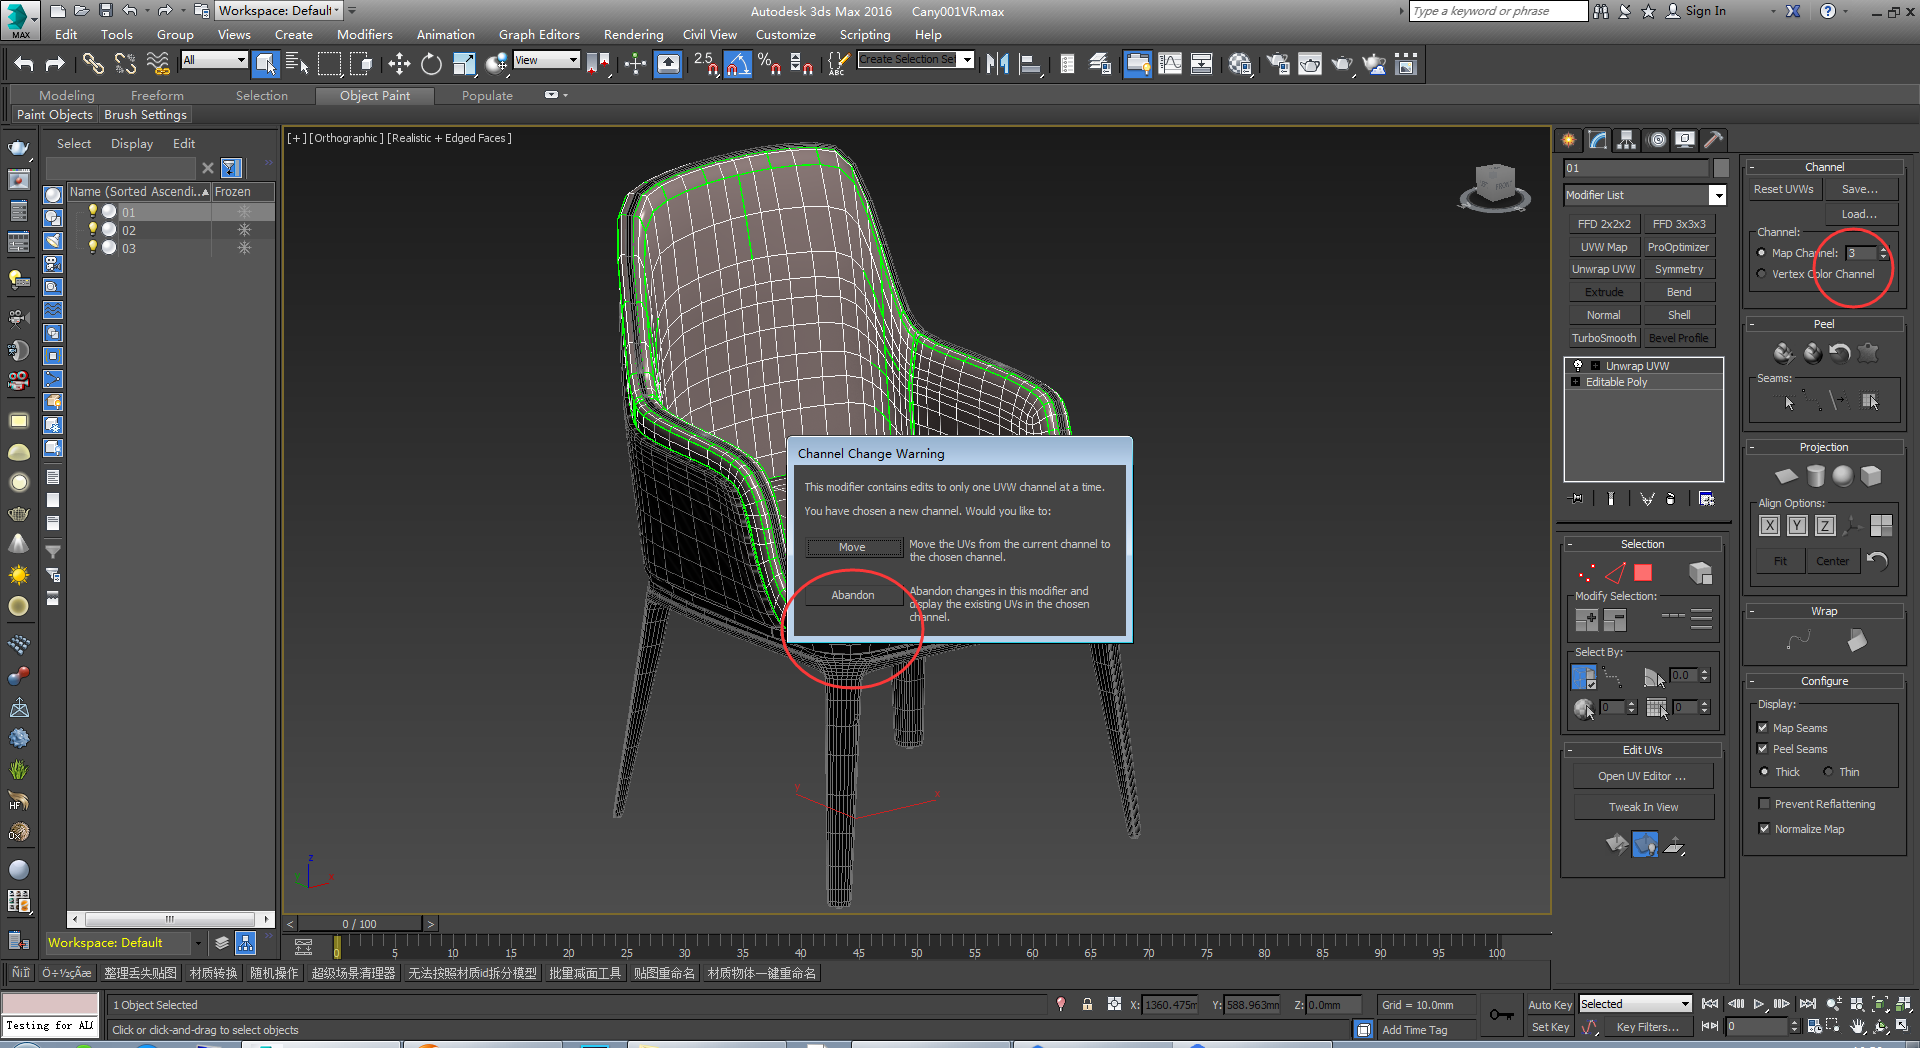 Workspace: Default
Autodesk 3ds Max 2016
Cany001VR.max
Type a keyword or phrase
Sign In
MAX
Edit
Tools
Group
Views
Create
Modifiers
Animation
Graph Editors
Rendering
Civil View
Customize
Scripting
Help
All
View
2.5
ABC
Create Selection Se
Modeling
Freeform
Selection
Object Paint
Populate
Paint Objects
Brush Settings
Select
Display
Edit
Name (Sorted Ascendi...
Frozen
01
02
03
[+] [Orthographic ] [Realistic + Edged Faces ]
Channel Change Warning
This modifier contains edits to only one UVW channel at a time.
You have chosen a new channel. Would you like to:
Move
Move the UVs from the current channel to
the chosen channel.
Abandon
Abandon changes in this modifier and
display the existing UVs in the chosen
channel.
01
Modifier List
FFD 2x2x2
FFD 3x3x3
UVW Map
ProOptimizer
Unwrap UVW
Symmetry
Extrude
Bend
Normal
Shell
TurboSmooth
Bevel Profile
Unwrap UVW
Editable Poly
Selection
Modify Selection:
Select By:
0.0
0
0
Edit UVs
Open UV Editor ...
Tweak In View
Channel
Reset UVWs
Save...
Load...
Channel:
Map Channel:
3
Vertex Color Channel
Peel
Seams:
Projection
Align Options:
X
Y
Z
Fit
Center
Wrap
Configure
Display:
Map Seams
Peel Seams
Thick
Thin
Prevent Reflattening
Normalize Map
HF
Workspace: Default
0 / 100
0
5
10
15
20
25
30
35
40
45
50
55
60
65
70
75
80
85
90
95
100
整理丢失贴图
材质转换
随机操作
超级场景清理器
无法按照材质id拆分模型
批量减面工具
贴图重命名
材质物体一键重命名
1 Object Selected
X:
1360.475m
Y:
588.963mm
Z:
0.0mm
Grid = 10.0mm
Auto Key
Selected
Testing for ALI
Click or click-and-drag to select objects
Add Time Tag
Set Key
Key Filters...
0